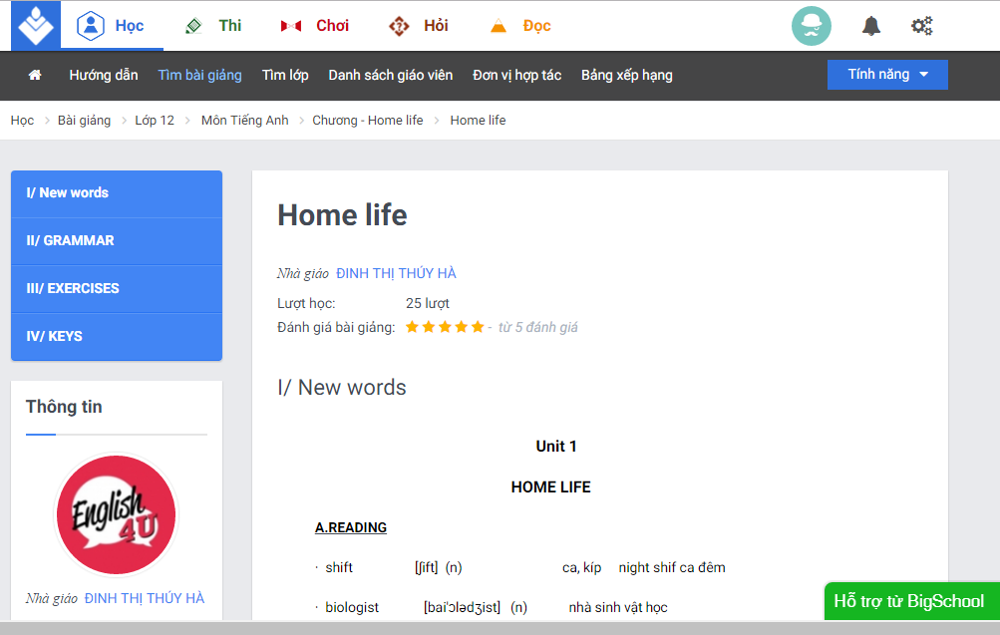 Học Thi Chơi Hỏi Đọc
Hướng dẫn Tìm bài giảng Tìm lớp Danh sách giáo viên Đơn vị hợp tác Bảng xếp hạng Tính năng
Học > Bài giảng > Lớp 12 > Môn Tiếng Anh > Chương - Home life > Home life
I/ New words
II/ GRAMMAR
III/ EXERCISES
IV/ KEYS
Thông tin
English
4U
Nhà giáo ĐINH THỊ THÚY HÀ
Home life
Nhà giáo ĐINH THỊ THÚY HÀ
Lượt học: 25 lượt
Đánh giá bài giảng: - từ 5 đánh giá
I/ New words
Unit 1
HOME LIFE
A.READING
· shift [ʃift] (n) ca, kíp night shif ca đêm
· biologist [bai'ɔlədʒist] (n) nhà sinh vật học
Hỗ trợ từ BigSchool